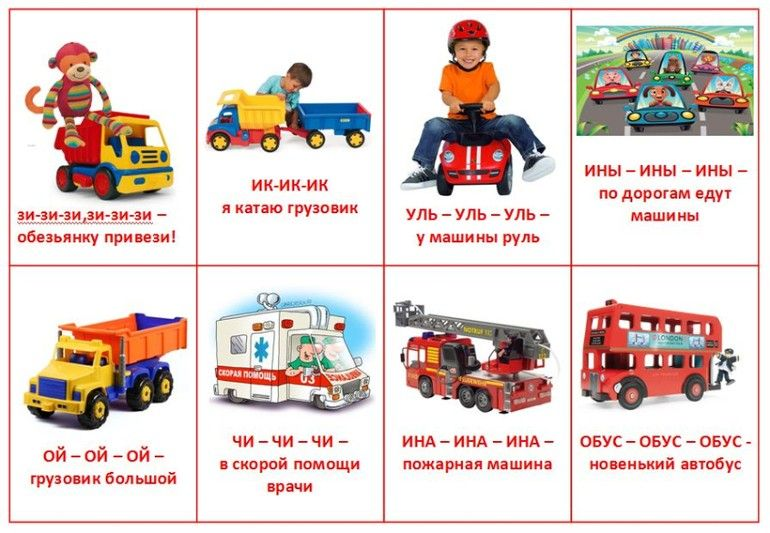 зи-зи-зи,зи-зи-зи –
обезьянку привези!
ИК-ИК-ИК
я катаю грузовик
УЛЬ – УЛЬ – УЛЬ –
у машины руль
ИНЫ – ИНЫ – ИНЫ –
по дорогам едут
машины
ОЙ – ОЙ – ОЙ –
грузовик большой
СКОРАЯ ПОМОЩЬ
03
ЧИ – ЧИ – ЧИ –
в скорой помощи
врачи
ИНА – ИНА – ИНА –
пожарная машина
LONDON
ОБУС – ОБУС – ОБУС -
новенький автобус